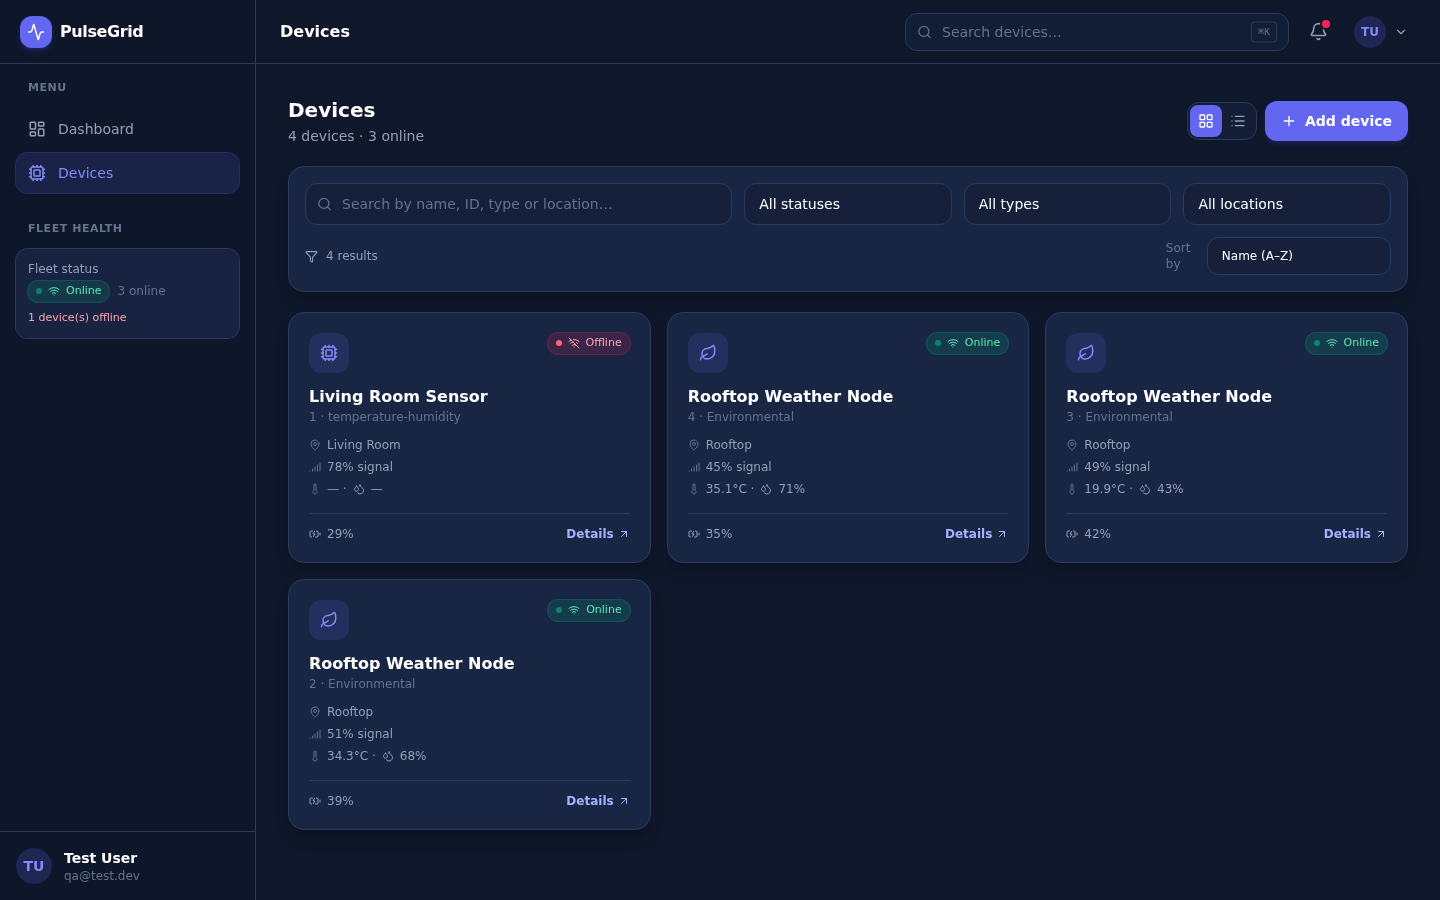 PulseGrid
Devices
Search devices...
⌘K
TU
MENU
Dashboard
Devices
FLEET HEALTH
Fleet status
Online
3 online
1 device(s) offline
Test User
qa@test.dev
TU
Devices
4 devices · 3 online
Add device
Search by name, ID, type or location...
All statuses
All types
All locations
4 results
Sort by
Name (A–Z)
Offline
Living Room Sensor
1 · temperature-humidity
Living Room
78% signal
— · —
29%
Details
Online
Rooftop Weather Node
4 · Environmental
Rooftop
45% signal
35.1°C · 71%
35%
Details
Online
Rooftop Weather Node
3 · Environmental
Rooftop
49% signal
19.9°C · 43%
42%
Details
Online
Rooftop Weather Node
2 · Environmental
Rooftop
51% signal
34.3°C · 68%
39%
Details